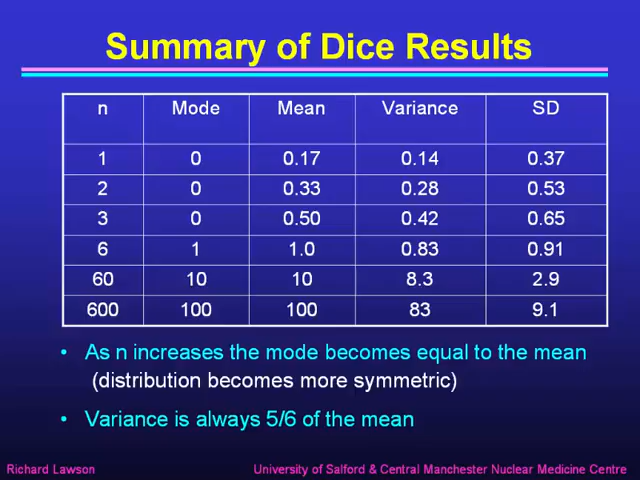 Summary of Dice Results
n Mode Mean Variance SD
1 0 0.17 0.14 0.37
2 0 0.33 0.28 0.53
3 0 0.50 0.42 0.65
6 1 1.0 0.83 0.91
60 10 10 8.3 2.9
600 100 100 83 9.1
• As n increases the mode becomes equal to the mean
(distribution becomes more symmetric)
• Variance is always 5/6 of the mean
Richard Lawson University of Salford & Central Manchester Nuclear Medicine Centre